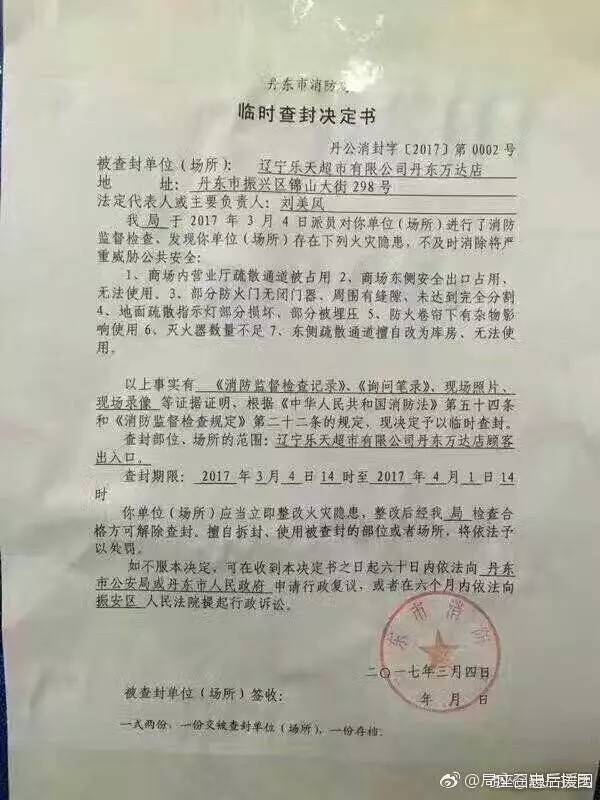 丹东市消防
临时查封决定书
丹公消封字〔2017〕第 0002 号
被查封单位（场所）：辽宁乐天超市有限公司丹东万达店
地 址：丹东市振兴区锦山大街 298 号
法定代表人或主要负责人：刘美凤
我 局 于 2017 年 3 月 4 日派员对你单位（场所）进行了消防
监督检查、发现你单位（场所）存在下列火灾隐患，不及时消除将严
重威胁公共安全：
1、商场内营业厅疏散通道被占用 2、商场东侧安全出口占用、
无法使用。3、部分防火门无闭门器、周围有缝隙、未达到完全分割
4、地面疏散指示灯部分损坏、部分被埋压 5、防火卷帘下有杂物影
响使用 6、灭火器数量不足 7、东侧疏散通道擅自改为库房、无法使
用。
以上事实有 《消防监督检查记录》、《询问笔录》、现场照片、
现场录像 等证据证明，根据《中华人民共和国消防法》第五十四条
和《消防监督检查规定》第二十二条的规定，现决定予以临时查封。
查封部位、场所的范围：辽宁乐天超市有限公司丹东万达店顾客
出入口。
查封期限： 2017 年 3 月 4 日 14 时至 2017 年 4 月 1 日 14
时
你单位（场所）应当立即整改火灾隐患，整改后经我 局 检查合
格方可解除查封。擅自拆封、使用被查封的部位或者场所，将依法予
以处罚。
如不服本决定，可在收到本决定书之日起六十日内依法向 丹东
市公安局或丹东市人民政府 申请行政复议，或者在六个月内依法向
振安区 人民法院提起行政诉讼。
东市消防
二〇一七年三月四日
被查封单位（场所）签收：
年 月 日
一式两份，一份交被查封单位（场所），一份存档.